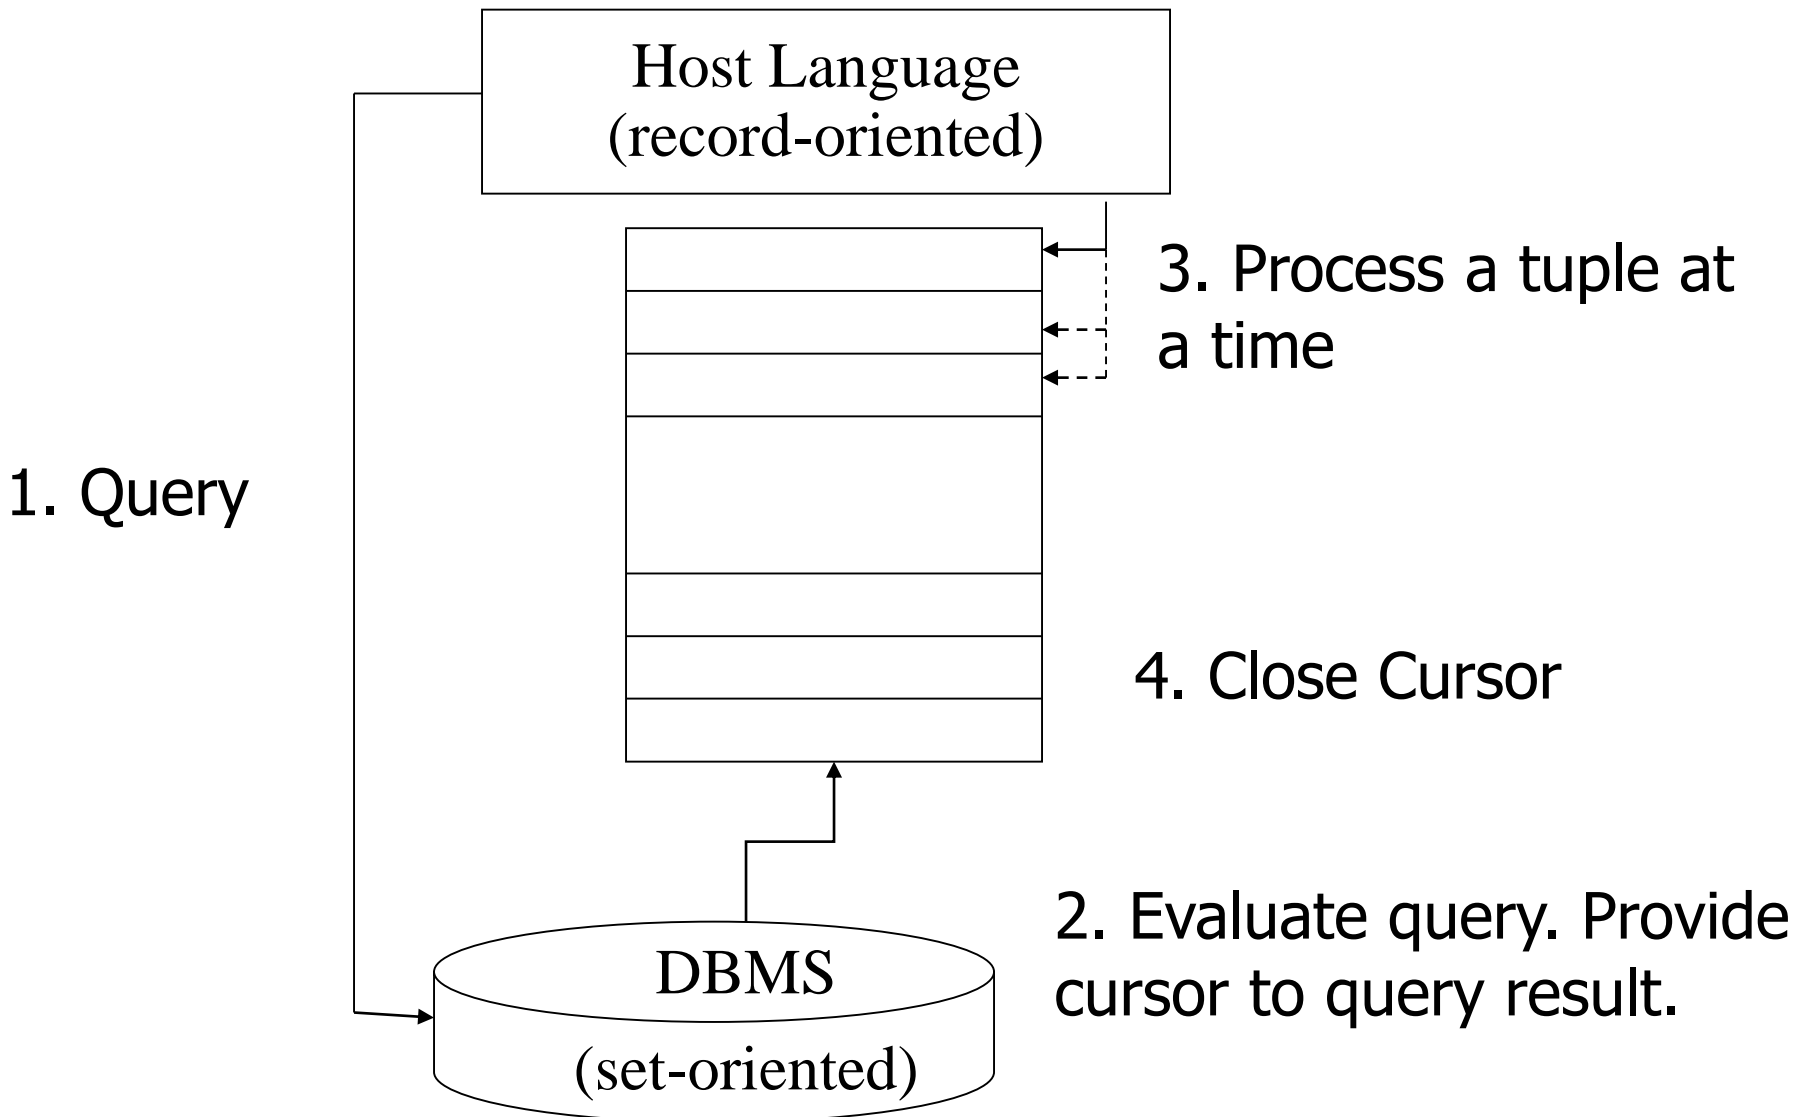 Host Language
(record-oriented)
3. Process a tuple at
a time
1. Query
4. Close Cursor
2. Evaluate query. Provide
cursor to query result.
DBMS
(set-oriented)